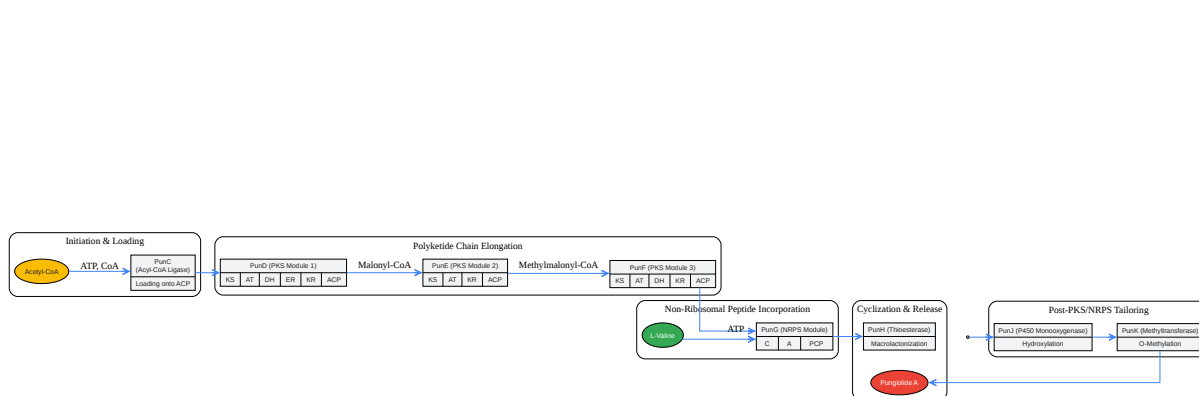 Initiation & Loading
Acetyl-CoA
ATP, CoA
PunC
(Acyl-CoA Ligase)
Loading onto ACP
Polyketide Chain Elongation
PunD (PKS Module 1)
KS AT DH ER KR ACP
Malonyl-CoA
PunE (PKS Module 2)
KS AT KR ACP
Methylmalonyl-CoA
PunF (PKS Module 3)
KS AT DH KR ACP
Non-Ribosomal Peptide Incorporation
L-Valine
ATP
PunG (NRPS Module)
C A PCP
Cyclization & Release
PunH (Thioesterase)
Macrolactonization
Pungiolide A
Post-PKS/NRPS Tailoring
PunJ (P450 Monooxygenase)
Hydroxylation
PunK (Methyltransferase)
O-Methylation